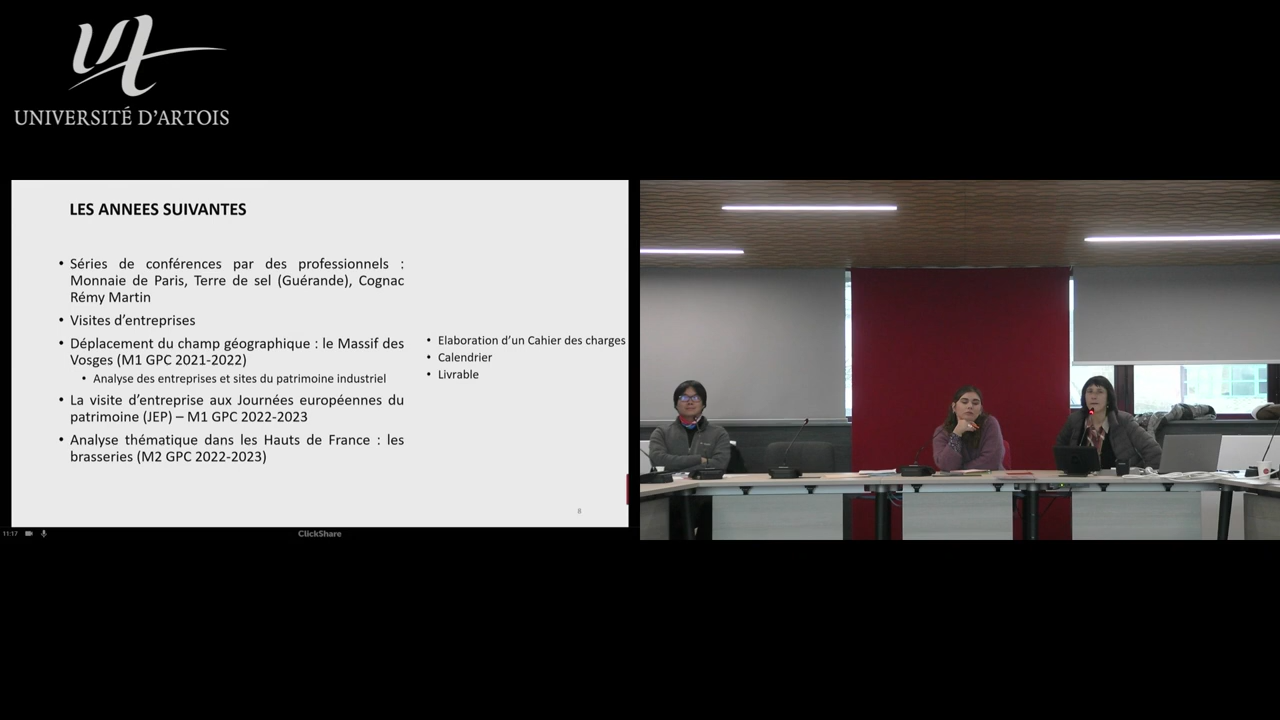 UNIVERSITÉ D'ARTOIS
LES ANNEES SUIVANTES
• Séries de conférences par des professionnels :
Monnaie de Paris, Terre de sel (Guérande), Cognac
Rémy Martin
• Visites d'entreprises
• Déplacement du champ géographique : le Massif des
Vosges (M1 GPC 2021-2022)
• Analyse des entreprises et sites du patrimoine industriel
• La visite d'entreprise aux Journées européennes du
patrimoine (JEP) – M1 GPC 2022-2023
• Analyse thématique dans les Hauts de France : les
brasseries (M2 GPC 2022-2023)
• Elaboration d'un Cahier des charges
• Calendrier
• Livrable
8
11:17
ClickShare